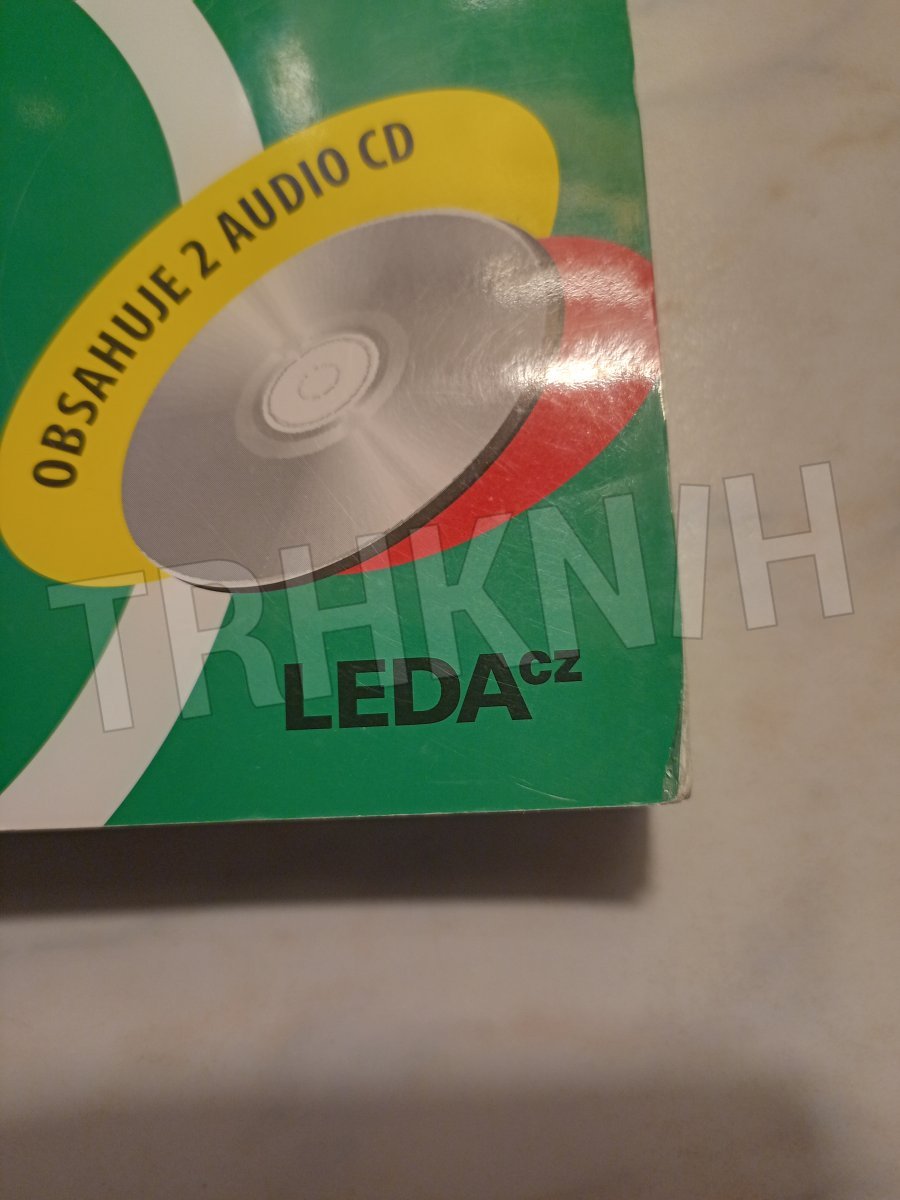 OBSAHUJE 2 AUDIO CD
TRHKNIH
LEDAcz